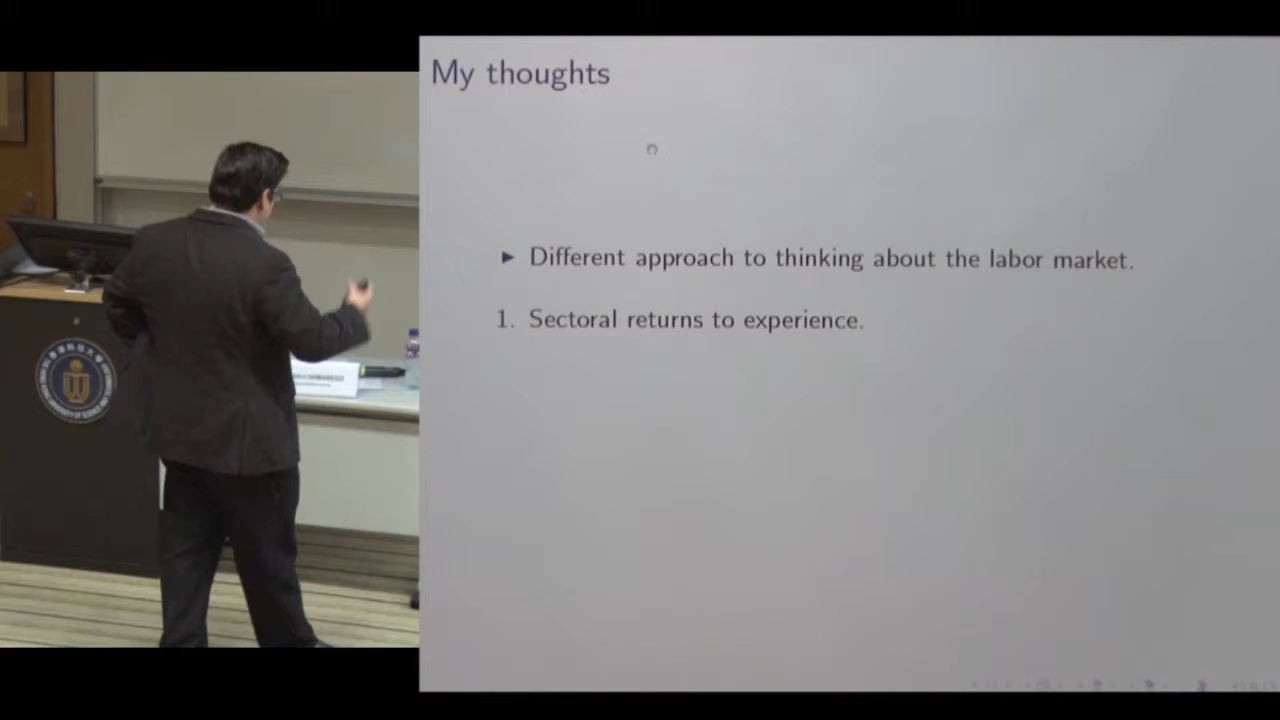 My thoughts
▶ Different approach to thinking about the labor market.
1. Sectoral returns to experience.